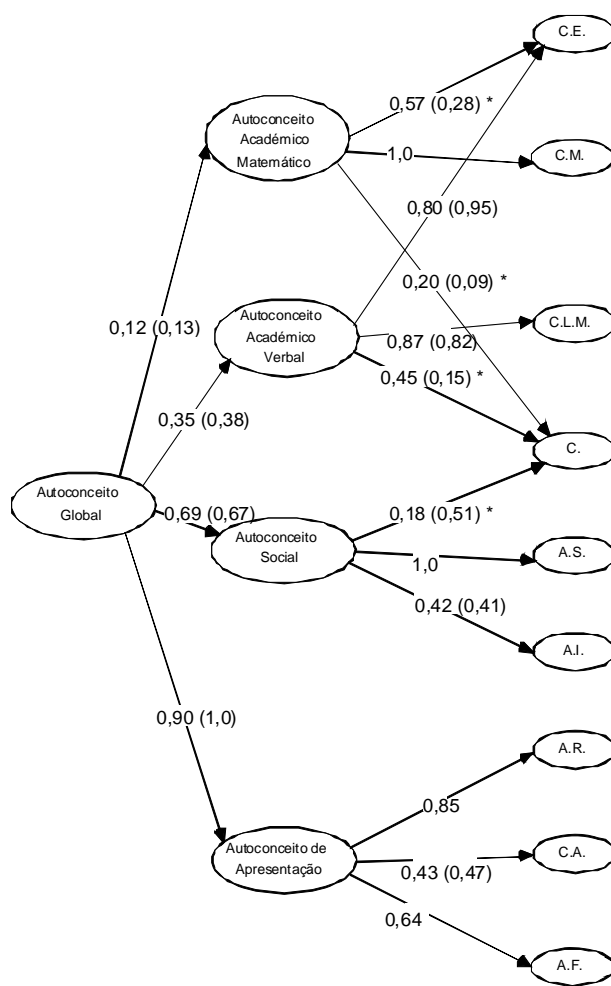 C.E.
0,57 (0,28) *
Autoconceito
Académico
Matemático
1,0
C.M.
0,80 (0,95)
0,20 (0,09) *
0,12 (0,13)
Autoconceito
Académico
Verbal
C.L.M.
0,87 (0,82)
0,45 (0,15) *
0,35 (0,38)
C.
Autoconceito
Global
0,69 (0,67)
0,18 (0,51) *
Autoconceito
Social
1,0
A.S.
0,42 (0,41)
A.I.
0,90 (1,0)
A.R.
0,85
Autoconceito de
Apresentação
C.A.
0,43 (0,47)
0,64
A.F.